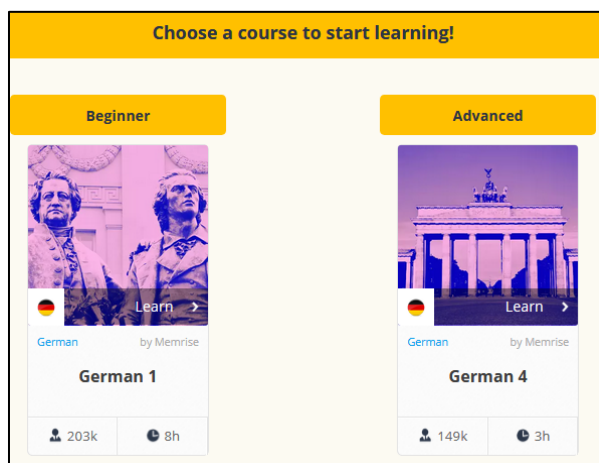 Choose a course to start learning!
Beginner
Advanced
Learn
German by Memrise
German 1
203k 8h
Learn
German by Memrise
German 4
149k 3h